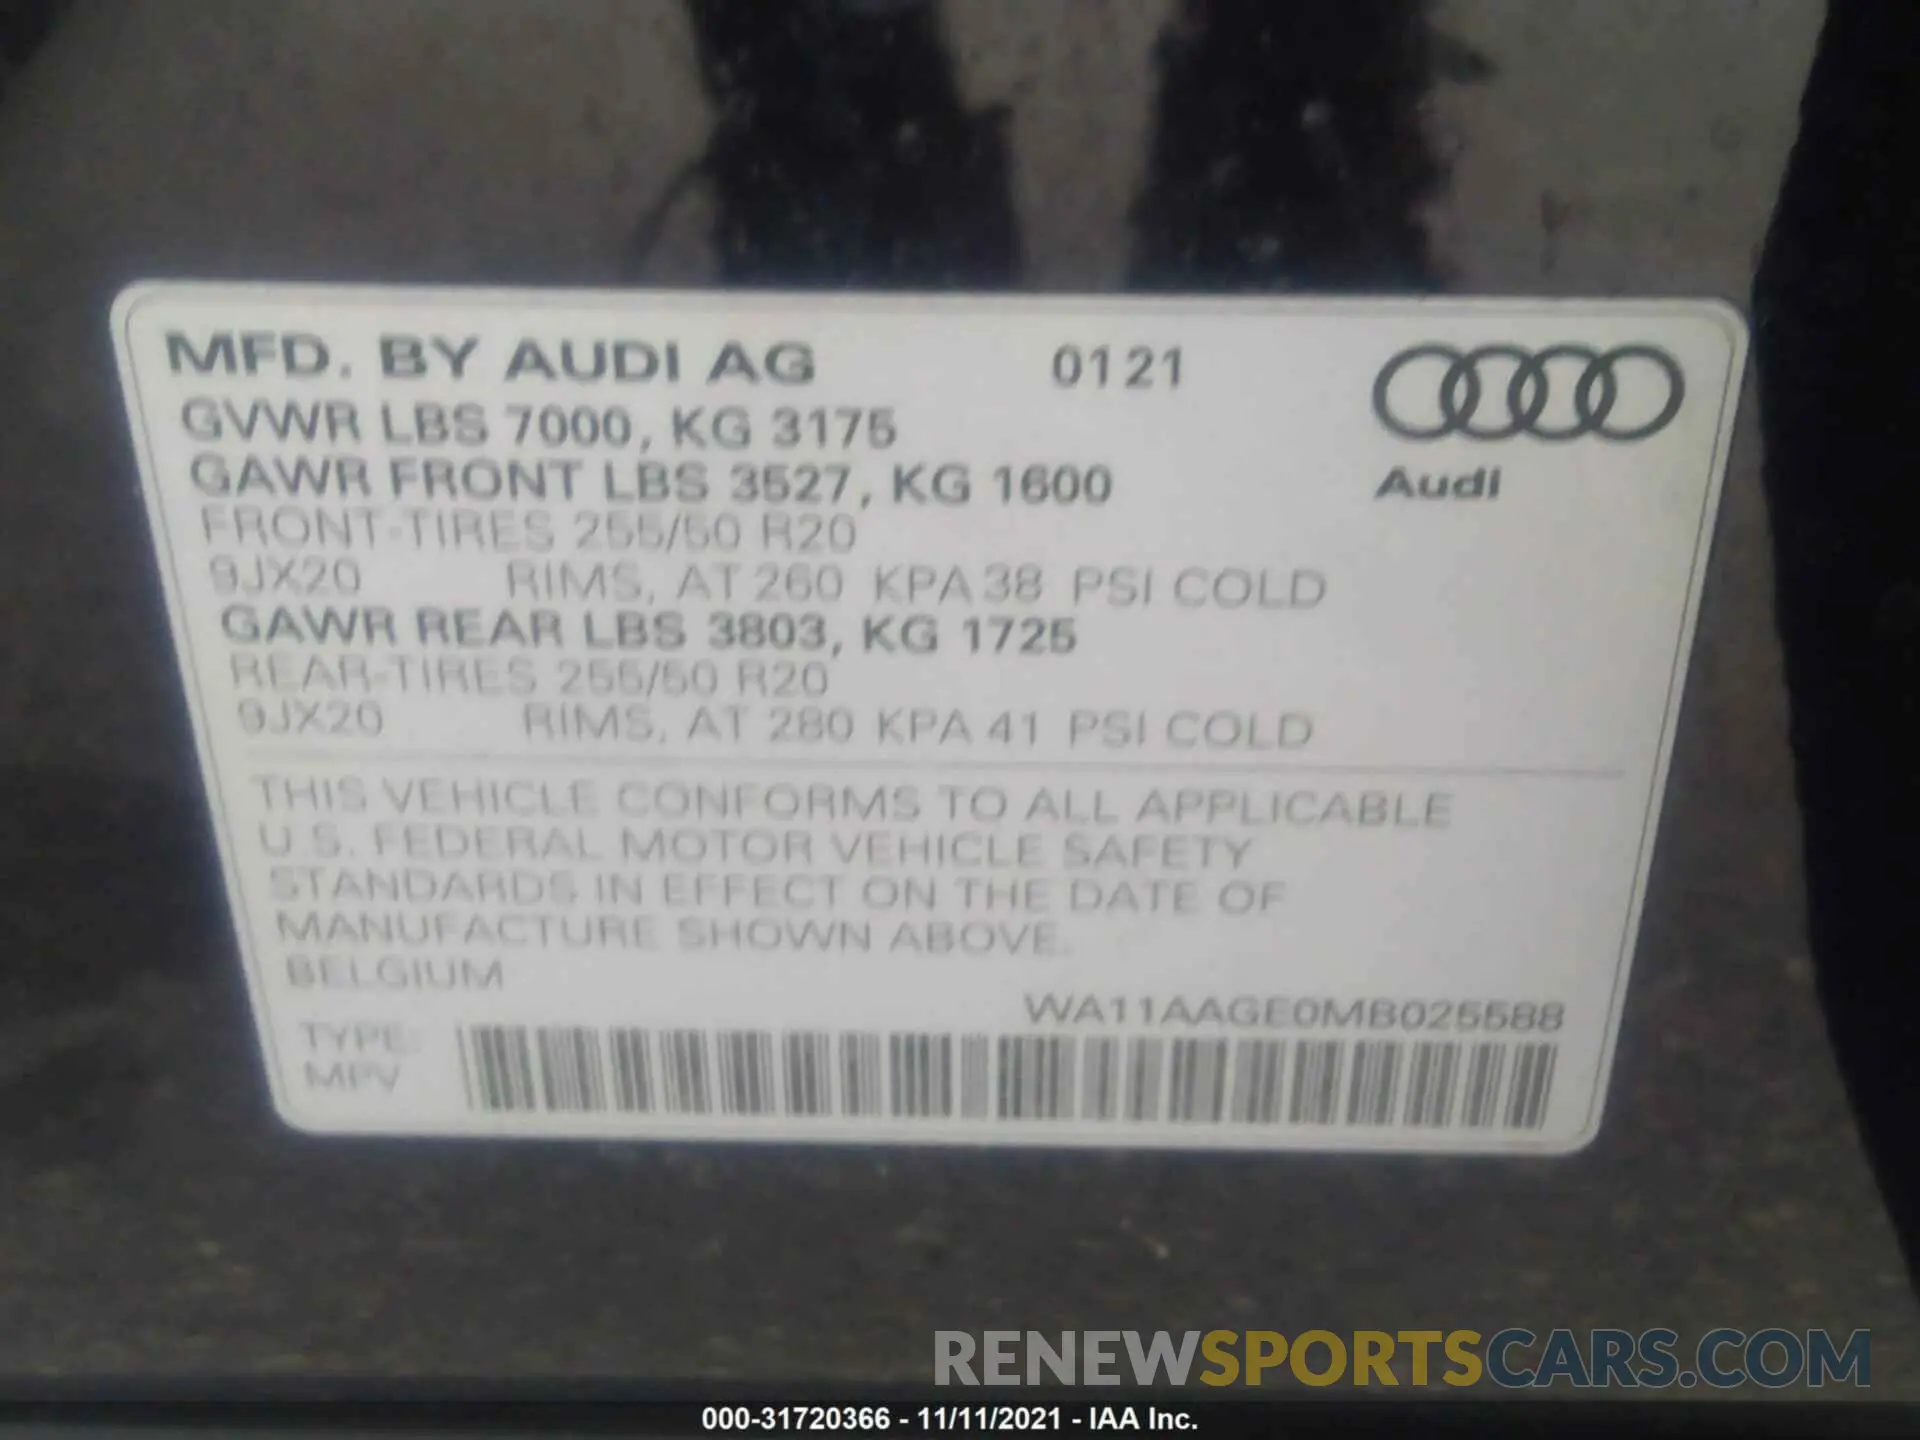 MFD. BY AUDI AG 0121
GVWR LBS 7000, KG 3175
GAWR FRONT LBS 3527, KG 1600
Audi
FRONT-TIRES 255/50 R20
9JX20 RIMS, AT 260 KPA 38 PSI COLD
GAWR REAR LBS 3803, KG 1725
REAR-TIRES 255/50 R20
9JX20 RIMS, AT 280 KPA 41 PSI COLD
THIS VEHICLE CONFORMS TO ALL APPLICABLE
U.S. FEDERAL MOTOR VEHICLE SAFETY
STANDARDS IN EFFECT ON THE DATE OF
MANUFACTURE SHOWN ABOVE.
BELGIUM
WA11AAGE0MB025588
TYPE:
MPV
RENEWSPORTSCARS.COM
000-31720366 - 11/11/2021 - IAA Inc.